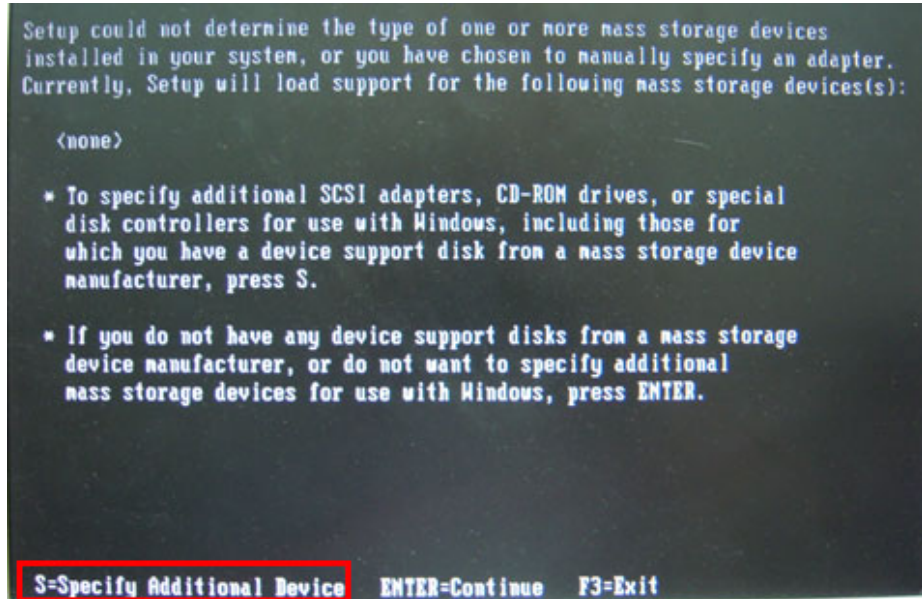 Setup could not determine the type of one or more mass storage devices
installed in your system, or you have chosen to manually specify an adapter.
Currently, Setup will load support for the following mass storage devices(s):
<none>
* To specify additional SCSI adapters, CD-ROM drives, or special
disk controllers for use with Windows, including those for
which you have a device support disk from a mass storage device
manufacturer, press S.
* If you do not have any device support disks from a mass storage
device manufacturer, or do not want to specify additional
mass storage devices for use with Windows, press ENTER.
S=Specify Additional Device ENTER=Continue F3=Exit